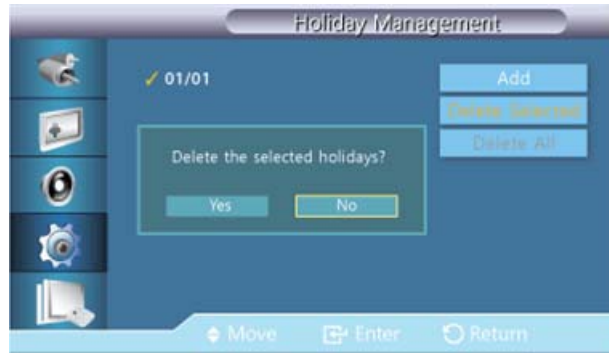 Holiday Management
01/01
Add
Delete Selected
Delete All
Delete the selected holidays?
Yes No
Move Enter Return